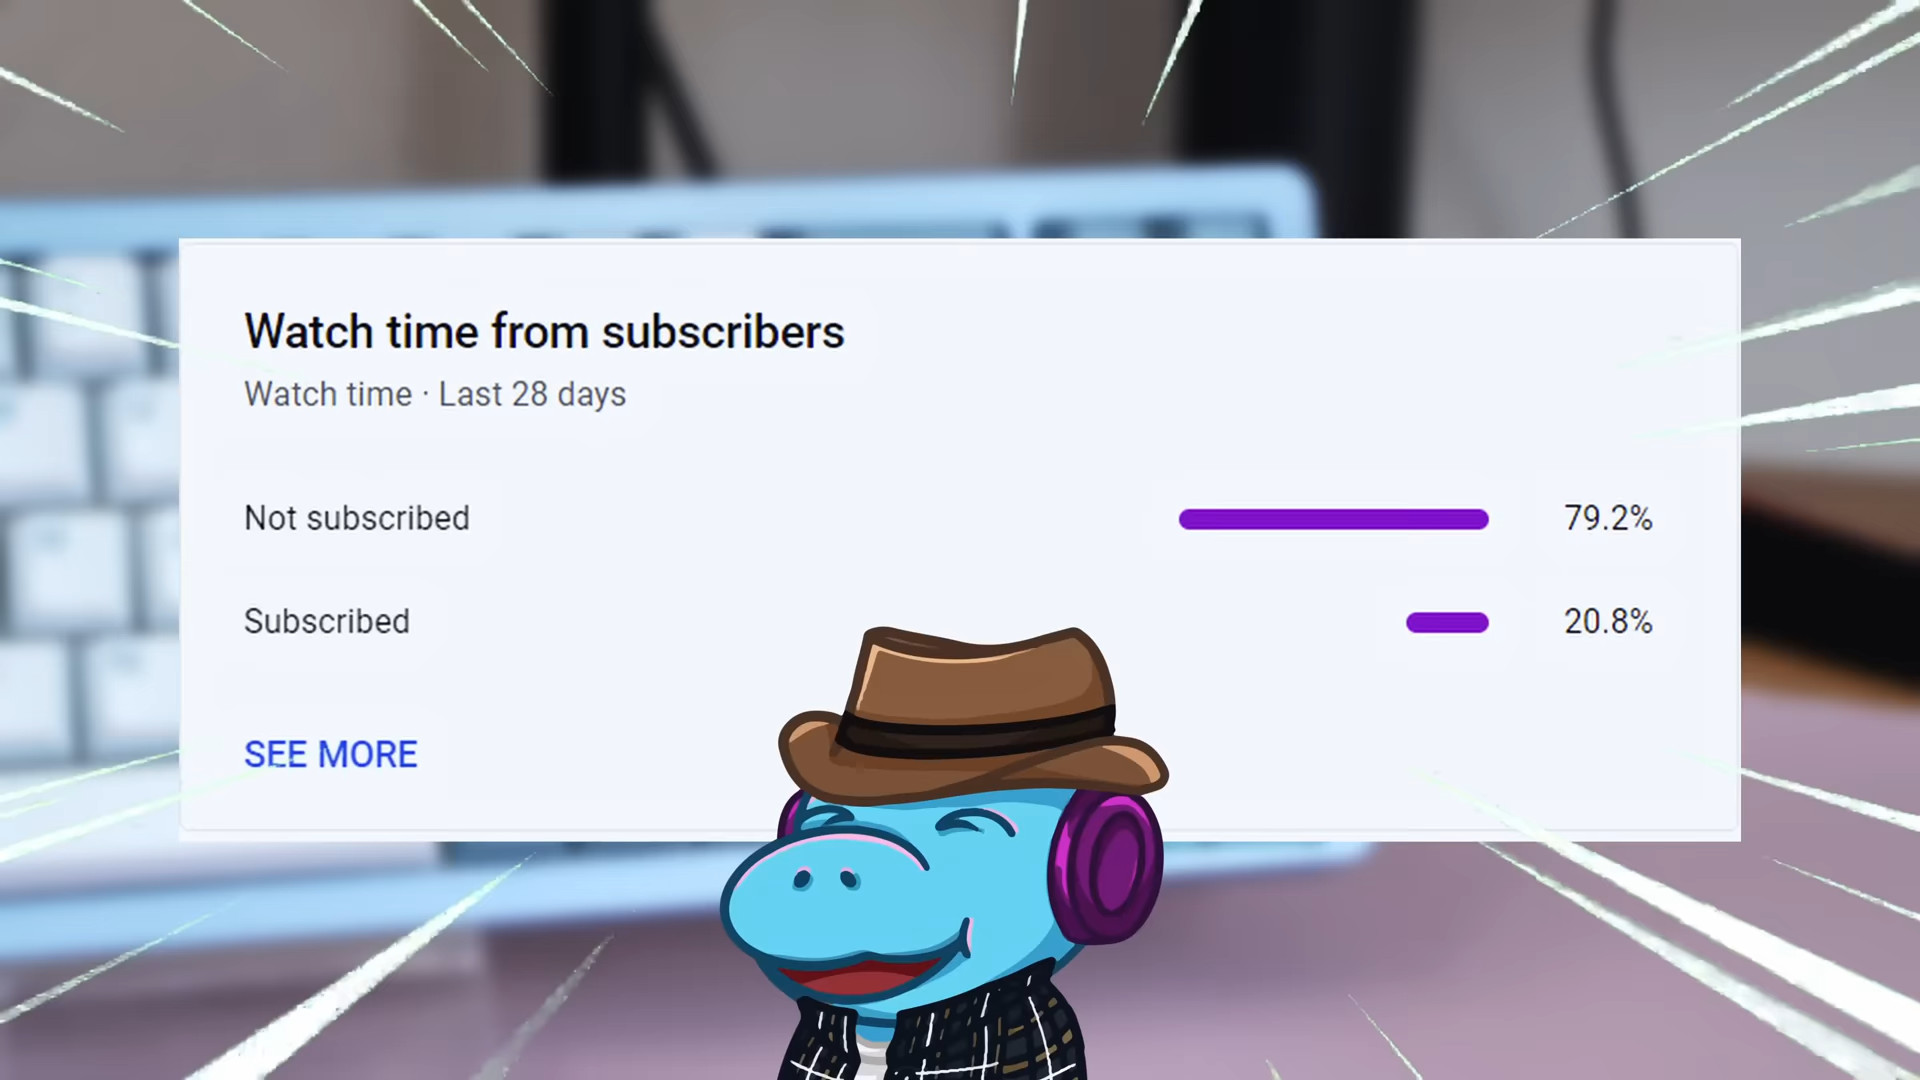 Watch time from subscribers
Watch time · Last 28 days
Not subscribed 79.2%
Subscribed 20.8%
SEE MORE